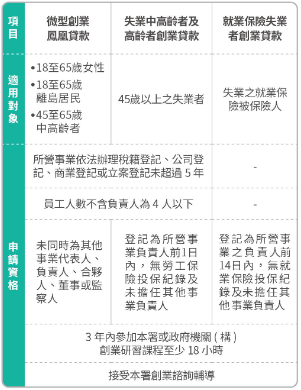 項目
微型創業
鳳凰貸款
失業中高齡者及
高齡者創業貸款
就業保險失業
者創業貸款
適用對象
•18至65歲女性
•18至65歲
離島居民
•45至65歲
中高齡者
45歲以上之失業者
失業之就業保
險被保險人
申請資格
所營事業依法辦理稅籍登記、公司登
記、商業登記或立案登記未超過 5 年
-
員工人數不含負責人為 4 人以下
-
未同時為其他
事業代表人、
負責人、合夥
人、董事或監
察人
登記為所營事
業負責人前1日
內，無勞工保
險投保紀錄及
未擔任其他事
業負責人
登記為所營事
業之負責人前
14日內，無就
業保險投保紀
錄及未擔任其
他事業負責人
3 年內參加本署或政府機關 ( 構 )
創業研習課程至少 18 小時
接受本署創業諮詢輔導